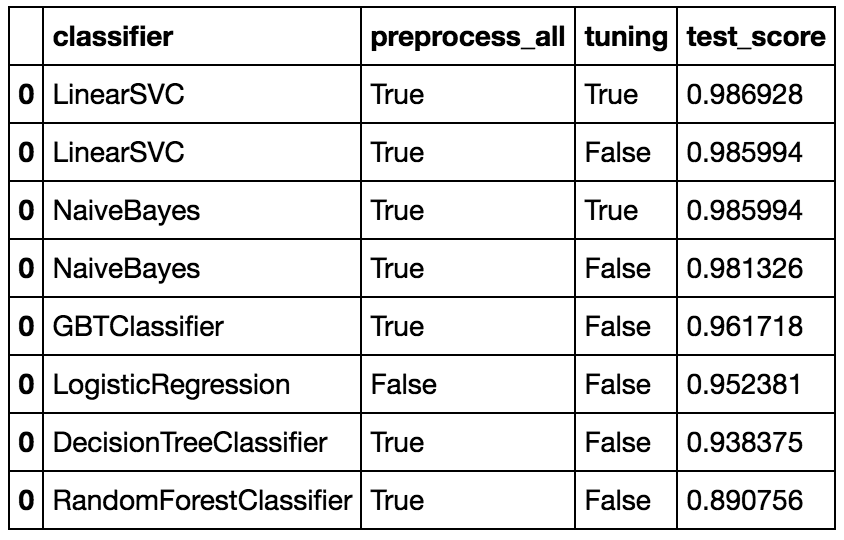 classifier preprocess_all tuning test_score
0 LinearSVC True True 0.986928
0 LinearSVC True False 0.985994
0 NaiveBayes True True 0.985994
0 NaiveBayes True False 0.981326
0 GBTClassifier True False 0.961718
0 LogisticRegression False False 0.952381
0 DecisionTreeClassifier True False 0.938375
0 RandomForestClassifier True False 0.890756